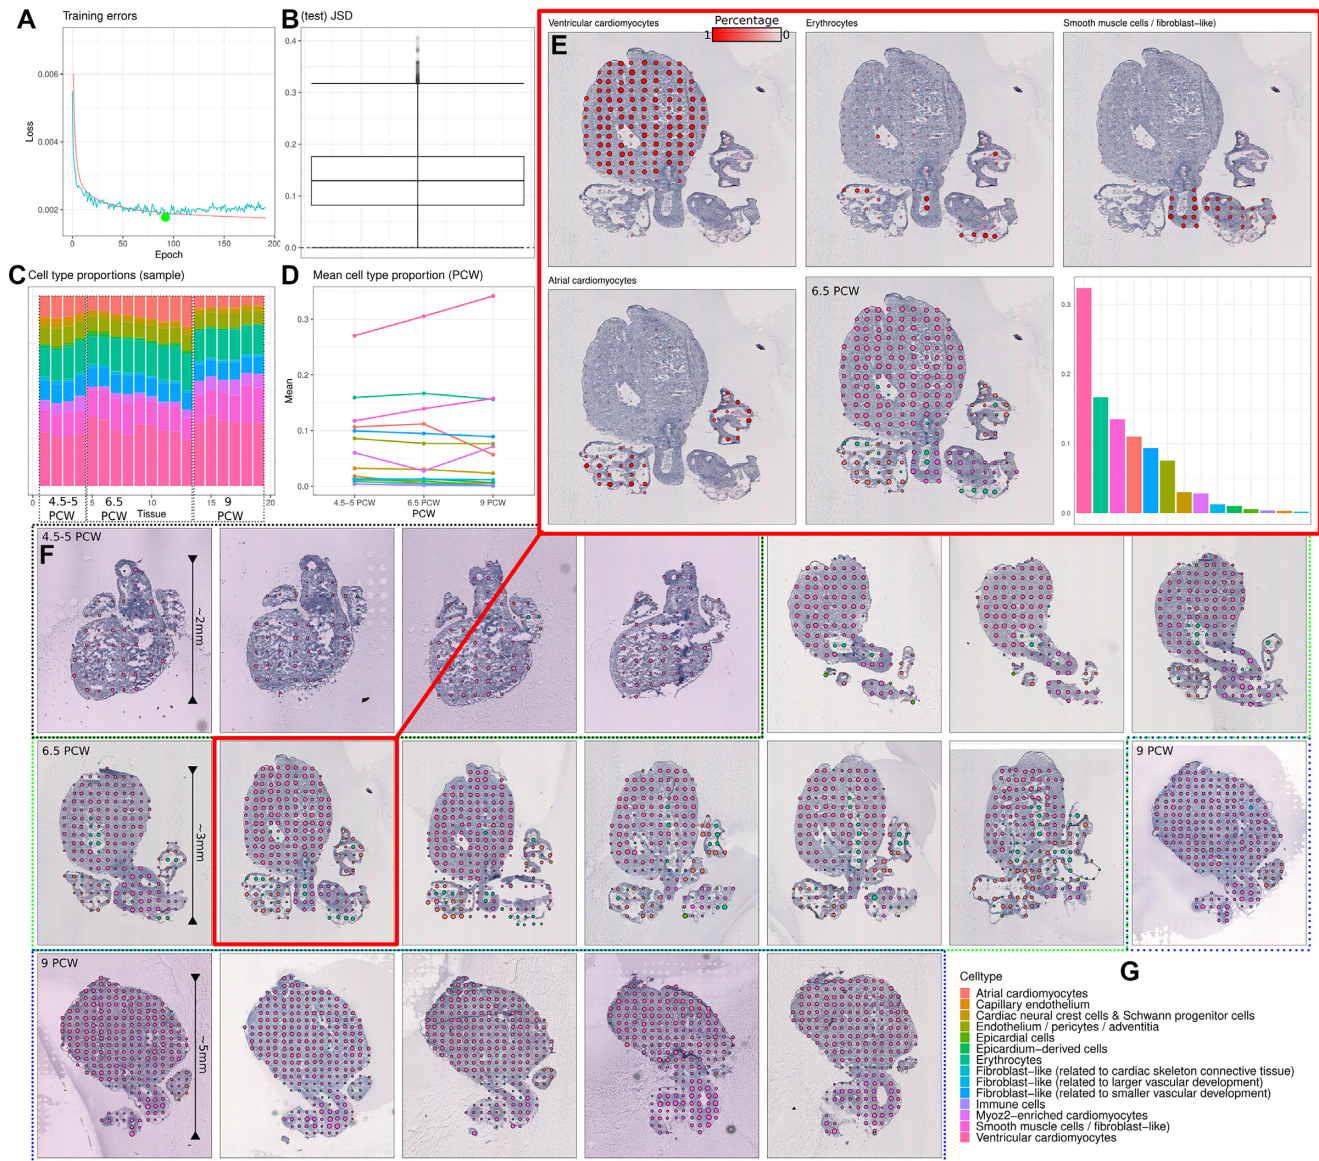 A Training errors
0.006
0.004
0.002
Loss
0 50 100 150 200
Epoch
B (test) JSD
0.4
0.3
0.2
0.1
0.0
C Cell type proportions (sample)
0 5 10 15 20
4.5-5 PCW
6.5 PCW
9 PCW
Tissue
D Mean cell type proportion (PCW)
0.3
0.2
0.1
0.0
Mean
4.5-5 PCW 6.5 PCW 9 PCW
PCW
E
Ventricular cardiomyocytes
Percentage
1 0
Erythrocytes
Smooth muscle cells / fibroblast-like)
Atrial cardiomyocytes
6.5 PCW
0.3
0.2
0.1
0.0
F
4.5-5 PCW
~2mm
6.5 PCW
~3mm
9 PCW
9 PCW
~5mm
G
Celltype
Atrial cardiomyocytes
Capillary endothelium
Cardiac neural crest cells & Schwann progenitor cells
Endothelium / pericytes / adventitia
Epicardial cells
Epicardium-derived cells
Erythrocytes
Fibroblast-like (related to cardiac skeleton connective tissue)
Fibroblast-like (related to larger vascular development)
Fibroblast-like (related to smaller vascular development)
Immune cells
Myoz2-enriched cardiomyocytes
Smooth muscle cells / fibroblast-like)
Ventricular cardiomyocytes